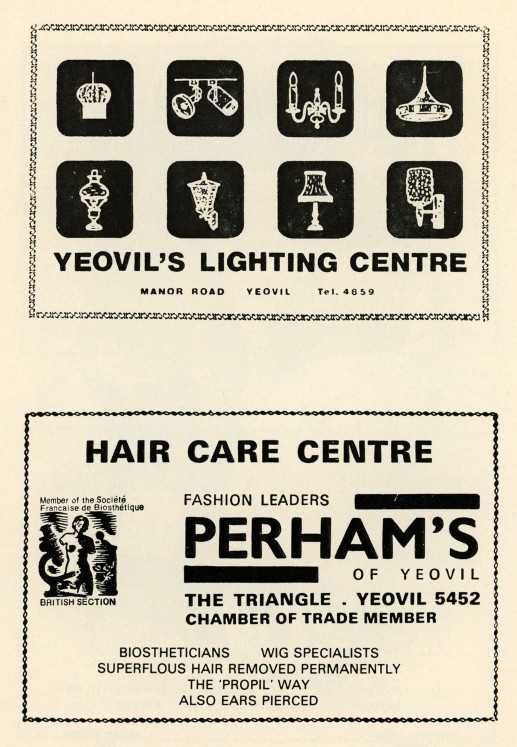 YEOVIL'S LIGHTING CENTRE
MANOR ROAD YEOVIL Tel. 4859
HAIR CARE CENTRE
Member of the Société
Francaise de Biosthétique
BRITISH SECTION
FASHION LEADERS
PERHAM'S
OF YEOVIL
THE TRIANGLE . YEOVIL 5452
CHAMBER OF TRADE MEMBER
BIOSTHETICIANS WIG SPECIALISTS
SUPERFLOUS HAIR REMOVED PERMANENTLY
THE 'PROPIL' WAY
ALSO EARS PIERCED